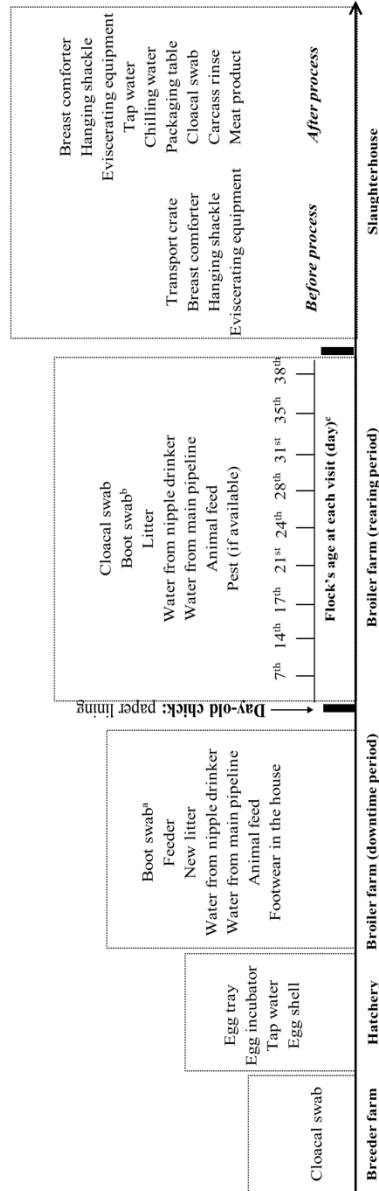 Cloacal swab
Breeder farm
Egg tray
Egg incubator
Tap water
Egg shell
Hatchery
Boot swabᵃ
Feeder
New litter
Water from nipple drinker
Water from main pipeline
Animal feed
Footwear in the house
Broiler farm (downtime period)
Day-old chick: paper lining
Cloacal swab
Boot swabᵇ
Litter
Water from nipple drinker
Water from main pipeline
Animal feed
Pest (if available)
7th 14th 17th 21st 24th 28th 31st 35th 38th
Flock's age at each visit (day)ᶜ
Broiler farm (rearing period)
Transport crate
Breast comforter
Hanging shackle
Eviscerating equipment
Before process
Breast comforter
Hanging shackle
Eviscerating equipment
Tap water
Chilling water
Packaging table
Cloacal swab
Carcass rinse
Meat product
After process
Slaughterhouse